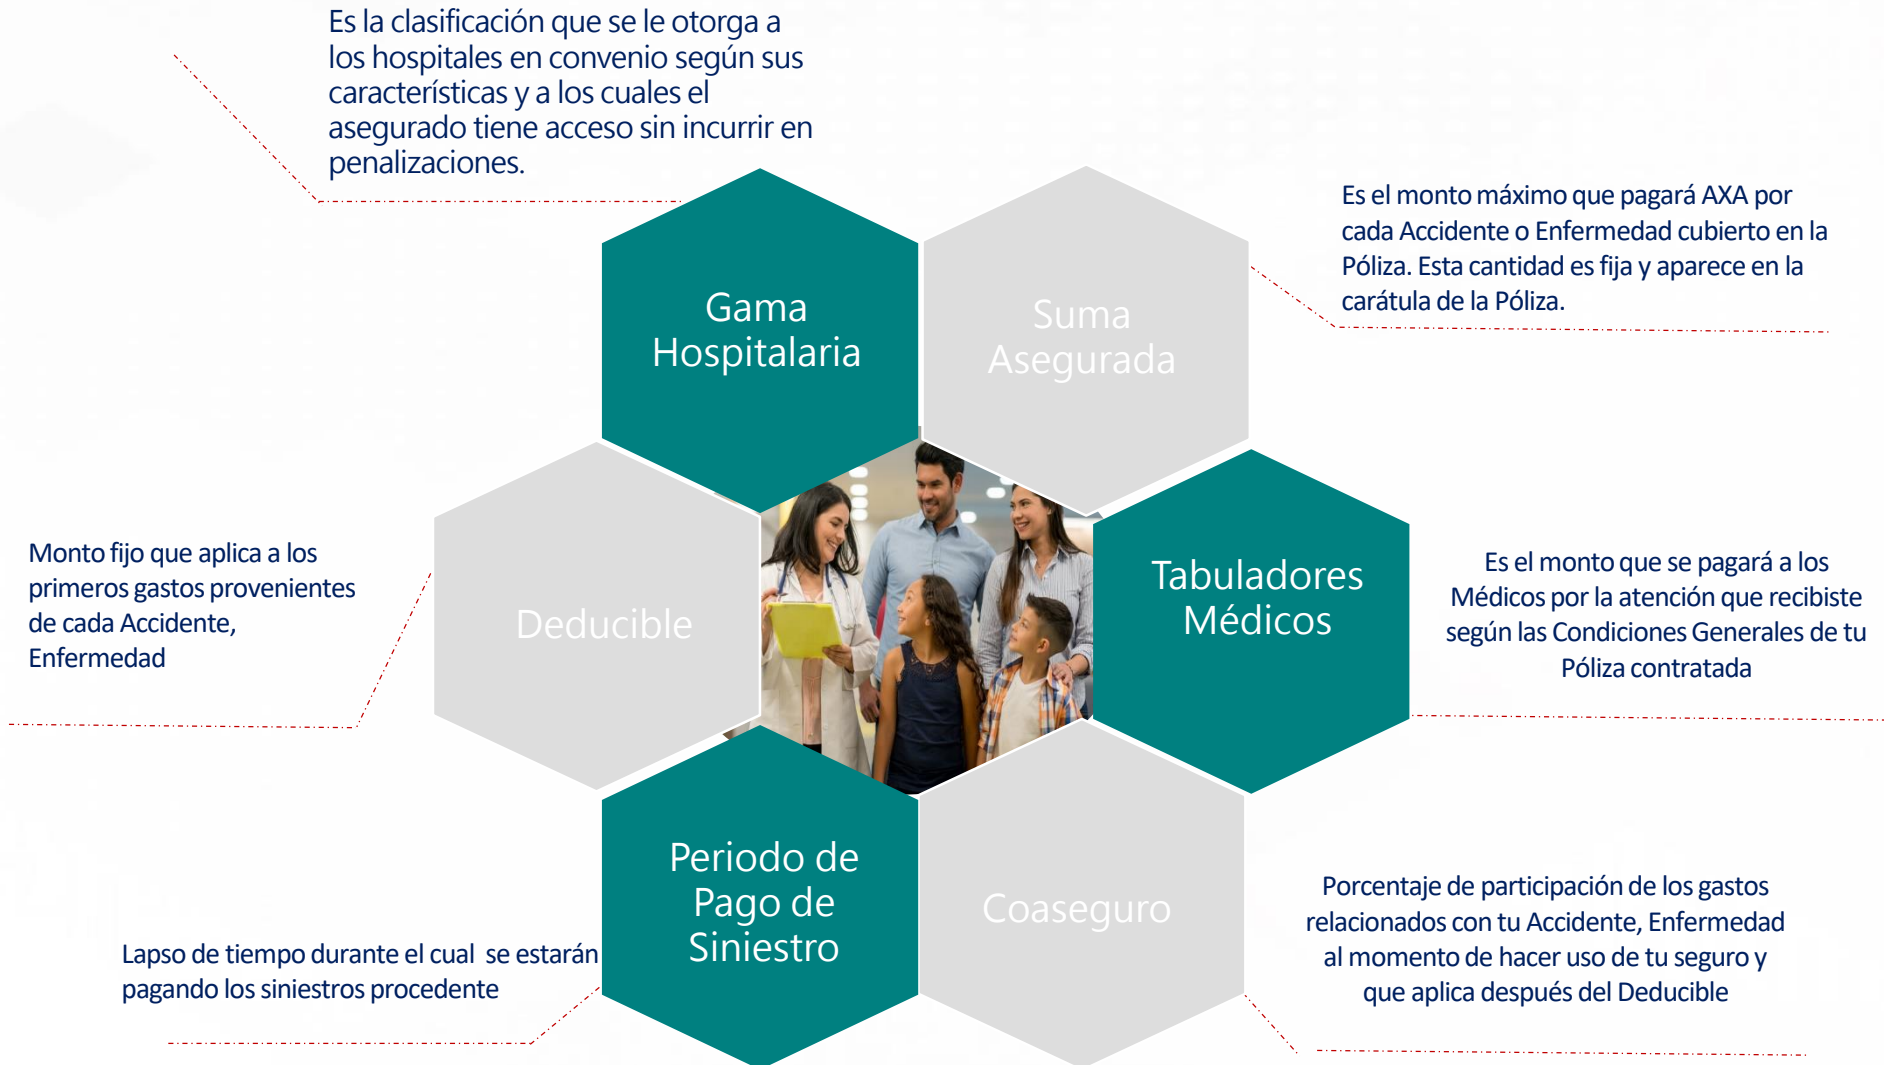 Es la clasificación que se le otorga a
los hospitales en convenio según sus
características y a los cuales el
asegurado tiene acceso sin incurrir en
penalizaciones.
Gama
Hospitalaria
Suma
Asegurada
Es el monto máximo que pagará AXA por
cada Accidente o Enfermedad cubierto en la
Póliza. Esta cantidad es fija y aparece en la
carátula de la Póliza.
Monto fijo que aplica a los
primeros gastos provenientes
de cada Accidente,
Enfermedad
Deducible
Tabuladores
Médicos
Es el monto que se pagará a los
Médicos por la atención que recibiste
según las Condiciones Generales de tu
Póliza contratada
Lapso de tiempo durante el cual  se estarán
pagando los siniestros procedente
Periodo de
Pago de
Siniestro
Coaseguro
Porcentaje de participación de los gastos
relacionados con tu Accidente, Enfermedad
al momento de hacer uso de tu seguro y
que aplica después del Deducible